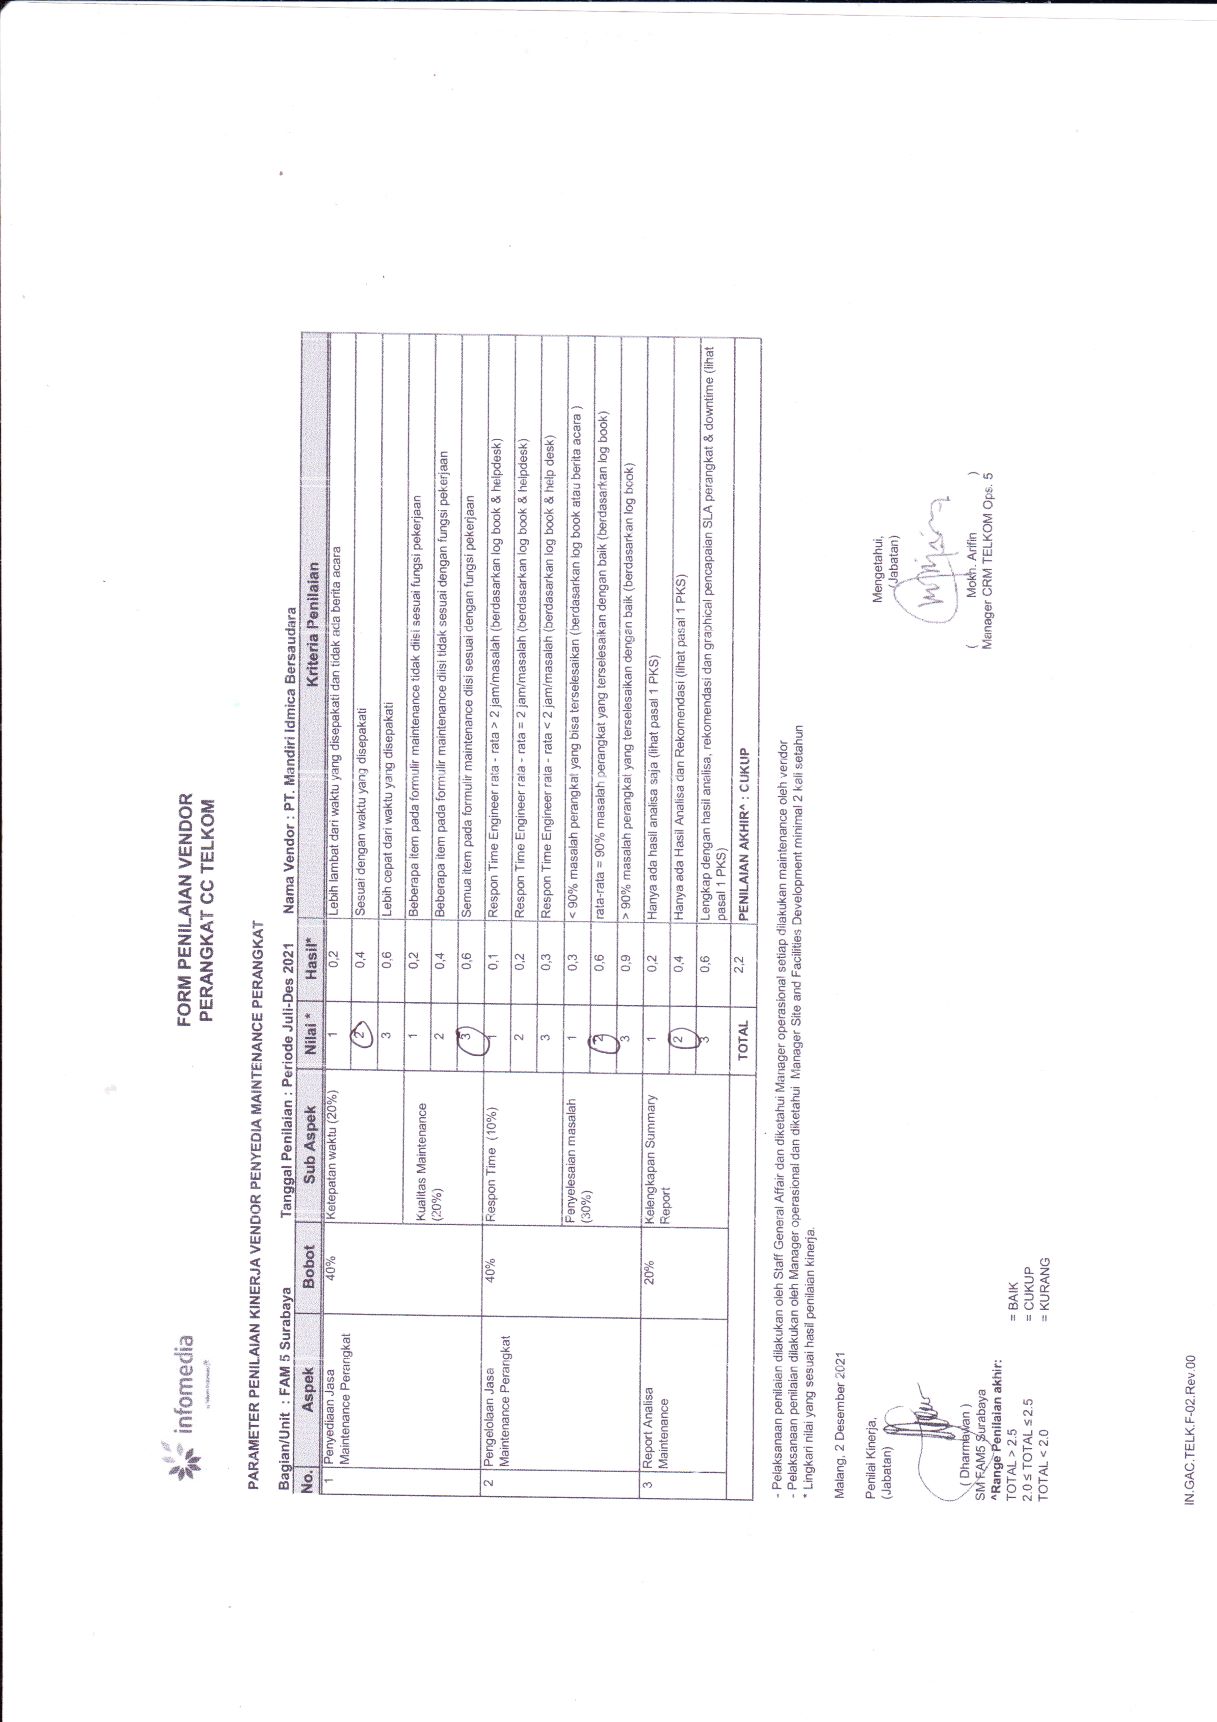 infomedia
FORM PENILAIAN VENDOR
PERANGKAT CC TELKOM
PARAMETER PENILAIAN KINERJA VENDOR PENYEDIA MAINTENANCE PERANGKAT
Bagian/Unit : FAM 5 Surabaya Tanggal Penilaian : Periode Juli-Des 2021 Nama Vendor : PT. Mandiri Idmica Bersaudara
No. Aspek Bobot Sub Aspek Nilai * Hasil* Kriteria Penilaian
1 Penyediaan Jasa 40% Ketepatan waktu (20%) 1 0,2 Lebih lambat dari waktu yang disepakati dan tidak ada berita acara
Maintenance Perangkat
2 0,4 Sesuai dengan waktu yang disepakati
3 0,6 Lebih cepat dari waktu yang disepakati
Kualitas Maintenance 1 0,2 Beberapa item pada formulir maintenance tidak diisi sesuai fungsi pekerjaan
(20%) 2 0,4 Beberapa item pada formulir maintenance diisi tidak sesuai dengan fungsi pekerjaan
3 0,6 Semua item pada formulir maintenance diisi sesuai dengan fungsi pekerjaan
2 Pengelolaan Jasa 40% Respon Time (10%) 1 0,1 Respon Time Engineer rata - rata > 2 jam/masalah (berdasarkan log book & helpdesk)
Maintenance Perangkat
2 0,2 Respon Time Engineer rata - rata = 2 jam/masalah (berdasarkan log book & helpdesk)
3 0,3 Respon Time Engineer rata - rata < 2 jam/masalah (berdasarkan log book & help desk)
Penyelesaian masalah 1 0,3 < 90% masalah perangkat yang bisa terselesaikan (berdasarkan log book atau berita acara )
(30%)
2 0,6 rata-rata = 90% masalah perangkat yang terselesaikan dengan baik (berdasarkan log book)
3 0,9 > 90% masalah perangkat yang terselesaikan dengan baik (berdasarkan log book)
3 Report Analisa 20% Kelengkapan Summary 1 0,2 Hanya ada hasil analisa saja (lihat pasal 1 PKS)
Maintenance Report
2 0,4 Hanya ada Hasil Analisa dan Rekomendasi (lihat pasal 1 PKS)
3 0,6 Lengkap dengan hasil analisa, rekomendasi dan graphical pencapaian SLA perangkat & downtime (lihat
pasal 1 PKS)
TOTAL 2,2 PENILAIAN AKHIR^ : CUKUP
- Pelaksanaan penilaian dilakukan oleh Staff General Affair dan diketahui Manager operasional setiap dilakukan maintenance oleh vendor
- Pelaksanaan penilaian dilakukan oleh Manager operasional dan diketahui Manager Site and Facilities Development minimal 2 kali setahun
* Lingkari nilai yang sesuai hasil penilaian kinerja.
Malang, 2 Desember 2021
Penilai Kinerja,
(Jabatan)
( Dharmawan )
SM FAM5 Surabaya
Mengetahui,
(Jabatan)
( Mokh. Arifin )
Manager CRM TELKOM Ops. 5
^Range Penilaian akhir:
TOTAL > 2.5 = BAIK
2.0 ≤ TOTAL ≤ 2.5 = CUKUP
TOTAL < 2.0 = KURANG
IN.GAC.TELK.F-02.Rev.00